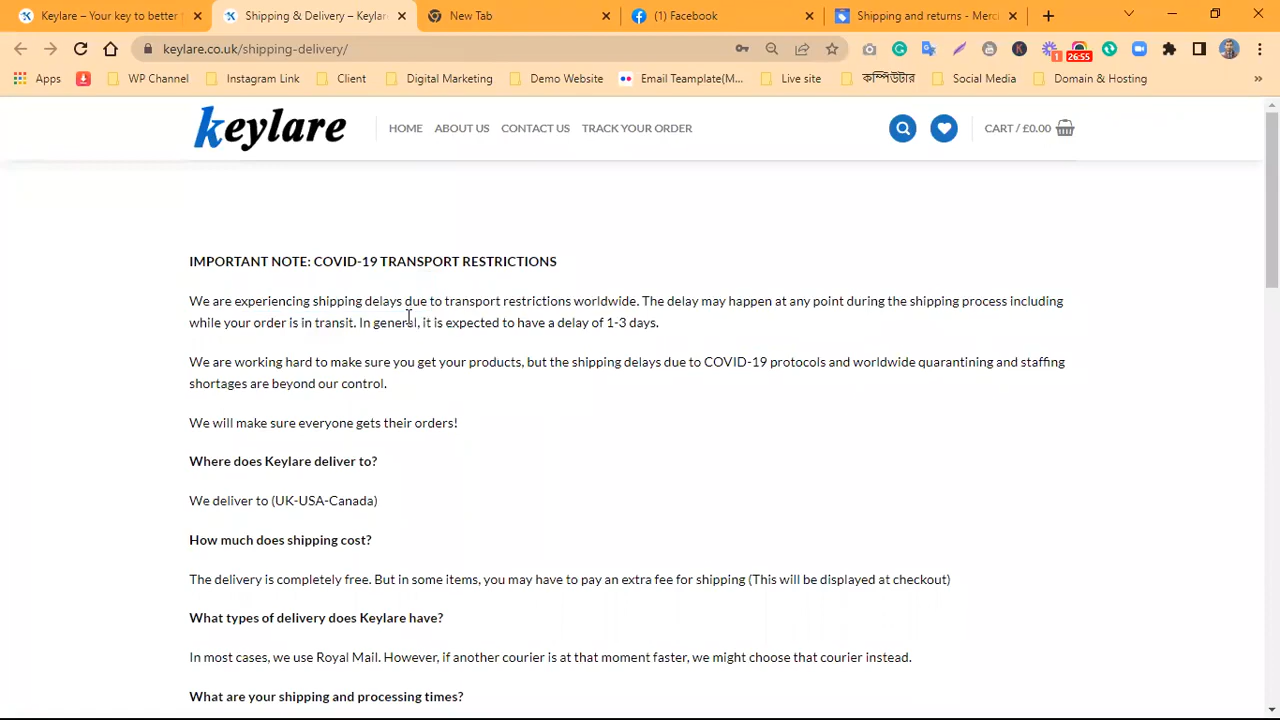 Keylare – Your key to better
Shipping & Delivery – Keylar
New Tab
(1) Facebook
Shipping and returns - Merc
keylare.co.uk/shipping-delivery/
1
26:55
Apps
WP Channel
Instagram Link
Client
Digital Marketing
Demo Website
Email Teamplate(M...
Live site
কম্পিউটার
Social Media
Domain & Hosting
»
keylare
HOME
ABOUT US
CONTACT US
TRACK YOUR ORDER
CART / £0.00
IMPORTANT NOTE: COVID-19 TRANSPORT RESTRICTIONS
We are experiencing shipping delays due to transport restrictions worldwide. The delay may happen at any point during the shipping process including
while your order is in transit. In general, it is expected to have a delay of 1-3 days.
We are working hard to make sure you get your products, but the shipping delays due to COVID-19 protocols and worldwide quarantining and staffing
shortages are beyond our control.
We will make sure everyone gets their orders!
Where does Keylare deliver to?
We deliver to (UK-USA-Canada)
How much does shipping cost?
The delivery is completely free. But in some items, you may have to pay an extra fee for shipping (This will be displayed at checkout)
What types of delivery does Keylare have?
In most cases, we use Royal Mail. However, if another courier is at that moment faster, we might choose that courier instead.
What are your shipping and processing times?